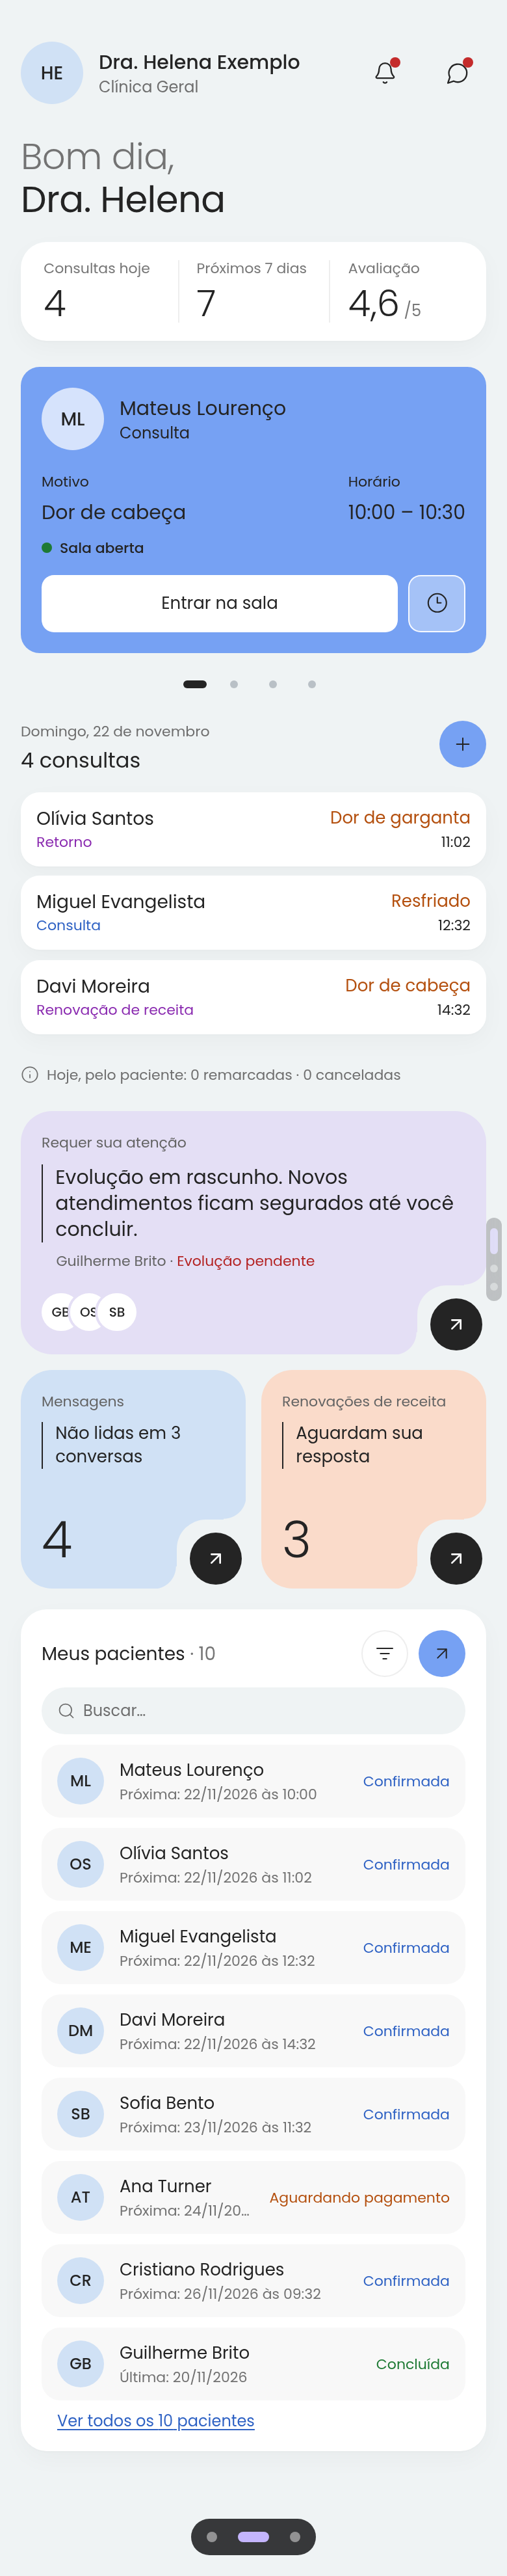 HE
Dra. Helena Exemplo
Clínica Geral
Bom dia,
Dra. Helena
Consultas hoje
4
Próximos 7 dias
7
Avaliação
4,6 /5
ML
Mateus Lourenço
Consulta
Motivo
Dor de cabeça
Horário
10:00 – 10:30
Sala aberta
Entrar na sala
Domingo, 22 de novembro
4 consultas
Olívia Santos
Retorno
Dor de garganta
11:02
Miguel Evangelista
Consulta
Resfriado
12:32
Davi Moreira
Renovação de receita
Dor de cabeça
14:32
Hoje, pelo paciente: 0 remarcadas · 0 canceladas
Requer sua atenção
Evolução em rascunho. Novos
atendimentos ficam segurados até você
concluir.
Guilherme Brito · Evolução pendente
GB OS SB
Mensagens
Não lidas em 3
conversas
4
Renovações de receita
Aguardam sua
resposta
3
Meus pacientes · 10
Buscar...
ML
Mateus Lourenço
Próxima: 22/11/2026 às 10:00
Confirmada
OS
Olívia Santos
Próxima: 22/11/2026 às 11:02
Confirmada
ME
Miguel Evangelista
Próxima: 22/11/2026 às 12:32
Confirmada
DM
Davi Moreira
Próxima: 22/11/2026 às 14:32
Confirmada
SB
Sofia Bento
Próxima: 23/11/2026 às 11:32
Confirmada
AT
Ana Turner
Próxima: 24/11/20...
Aguardando pagamento
CR
Cristiano Rodrigues
Próxima: 26/11/2026 às 09:32
Confirmada
GB
Guilherme Brito
Última: 20/11/2026
Concluída
Ver todos os 10 pacientes